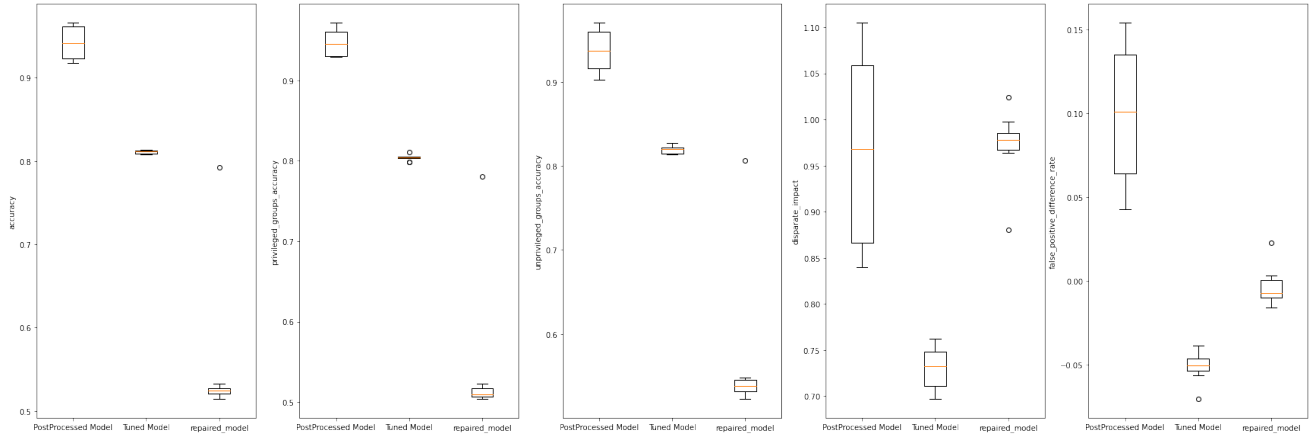 accuracy
0.9
0.8
0.7
0.6
0.5
PostProcessed Model
Tuned Model
repaired_model
privileged_groups_accuracy
0.9
0.8
0.7
0.6
0.5
PostProcessed Model
Tuned Model
repaired_model
unprivileged_groups_accuracy
0.9
0.8
0.7
0.6
PostProcessed Model
Tuned Model
repaired_model
disparate_impact
1.10
1.05
1.00
0.95
0.90
0.85
0.80
0.75
0.70
PostProcessed Model
Tuned Model
repaired_model
false_positive_difference_rate
0.15
0.10
0.05
0.00
−0.05
PostProcessed Model
Tuned Model
repaired_model